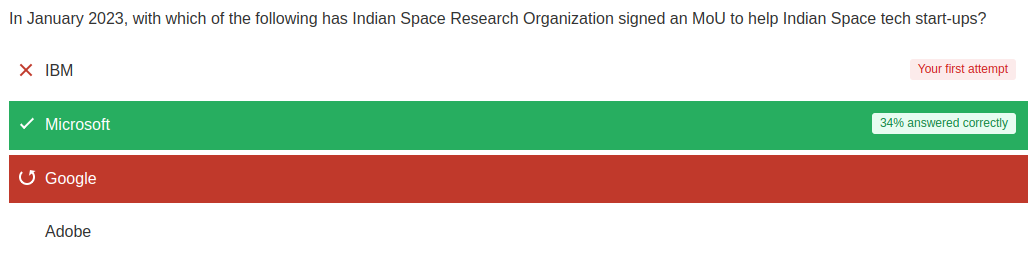 In January 2023, with which of the following has Indian Space Research Organization signed an MoU to help Indian Space tech start-ups?
IBM
Your first attempt
Microsoft
34% answered correctly
Google
Adobe